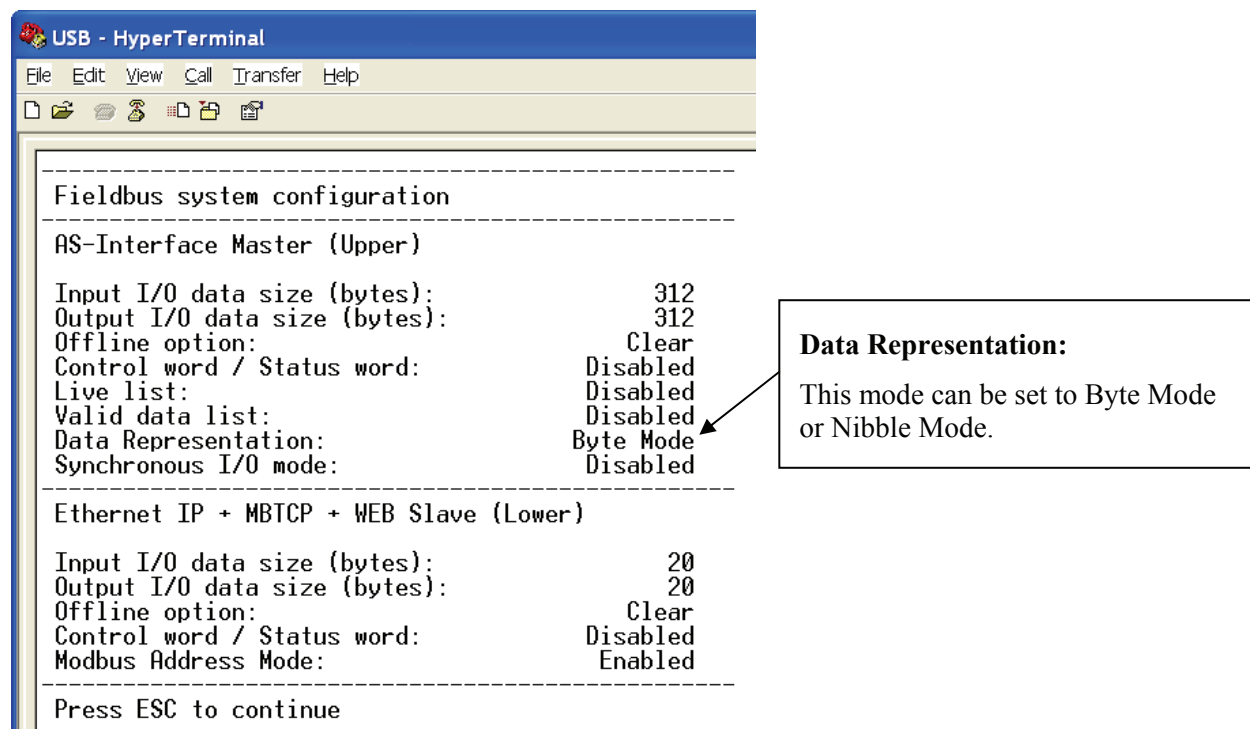 USB - HyperTerminal
File Edit View Call Transfer Help
Fieldbus system configuration
AS-Interface Master (Upper)
Input I/O data size (bytes): 312
Output I/O data size (bytes): 312
Offline option: Clear
Control word / Status word: Disabled
Live list: Disabled
Valid data list: Disabled
Data Representation: Byte Mode
Synchronous I/O mode: Disabled
Ethernet IP + MBTCP + WEB Slave (Lower)
Input I/O data size (bytes): 20
Output I/O data size (bytes): 20
Offline option: Clear
Control word / Status word: Disabled
Modbus Address Mode: Enabled
Press ESC to continue
Data Representation:
This mode can be set to Byte Mode
or Nibble Mode.